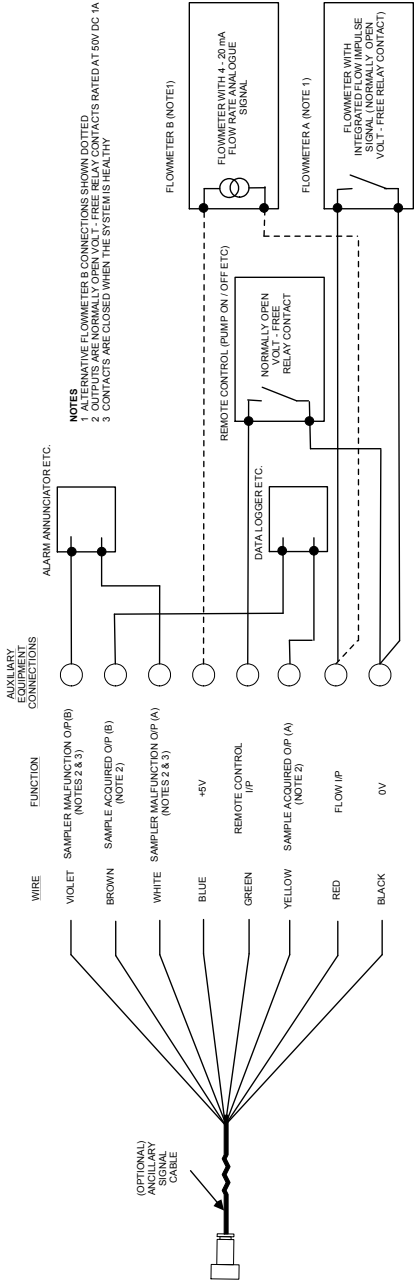 (OPTIONAL)
ANCILLARY
SIGNAL
CABLE
WIRE
FUNCTION
AUXILIARY
EQUIPMENT
CONNECTIONS
VIOLET
SAMPLER MALFUNCTION O/P(B)
(NOTES 2 & 3)
BROWN
SAMPLE ACQUIRED O/P (B)
(NOTE 2)
WHITE
SAMPLER MALFUNCTION O/P (A)
(NOTES 2 & 3)
BLUE
+5V
GREEN
REMOTE CONTROL
I/P
YELLOW
SAMPLE ACQUIRED O/P (A)
(NOTE 2)
RED
FLOW I/P
BLACK
0V
ALARM ANNUNCIATOR ETC.
DATA LOGGER ETC.
REMOTE CONTROL (PUMP ON / OFF ETC)
NORMALLY OPEN
VOLT - FREE
RELAY CONTACT
NOTES
1 ALTERNATIVE FLOWMETER B CONNECTIONS SHOWN DOTTED
2 OUTPUTS ARE NORMALLY OPEN VOLT - FREE RELAY CONTACTS RATED AT 50V DC 1A
3 CONTACTS ARE CLOSED WHEN THE SYSTEM IS HEALTHY
FLOWMETER B (NOTE1)
FLOWMETER WITH 4 - 20 mA
FLOW RATE ANALOGUE
SIGNAL
FLOWMETER A (NOTE 1)
FLOWMETER WITH
INTEGRATED FLOW IMPULSE
SIGNAL ( NORMALLY OPEN
VOLT - FREE RELAY CONTACT)